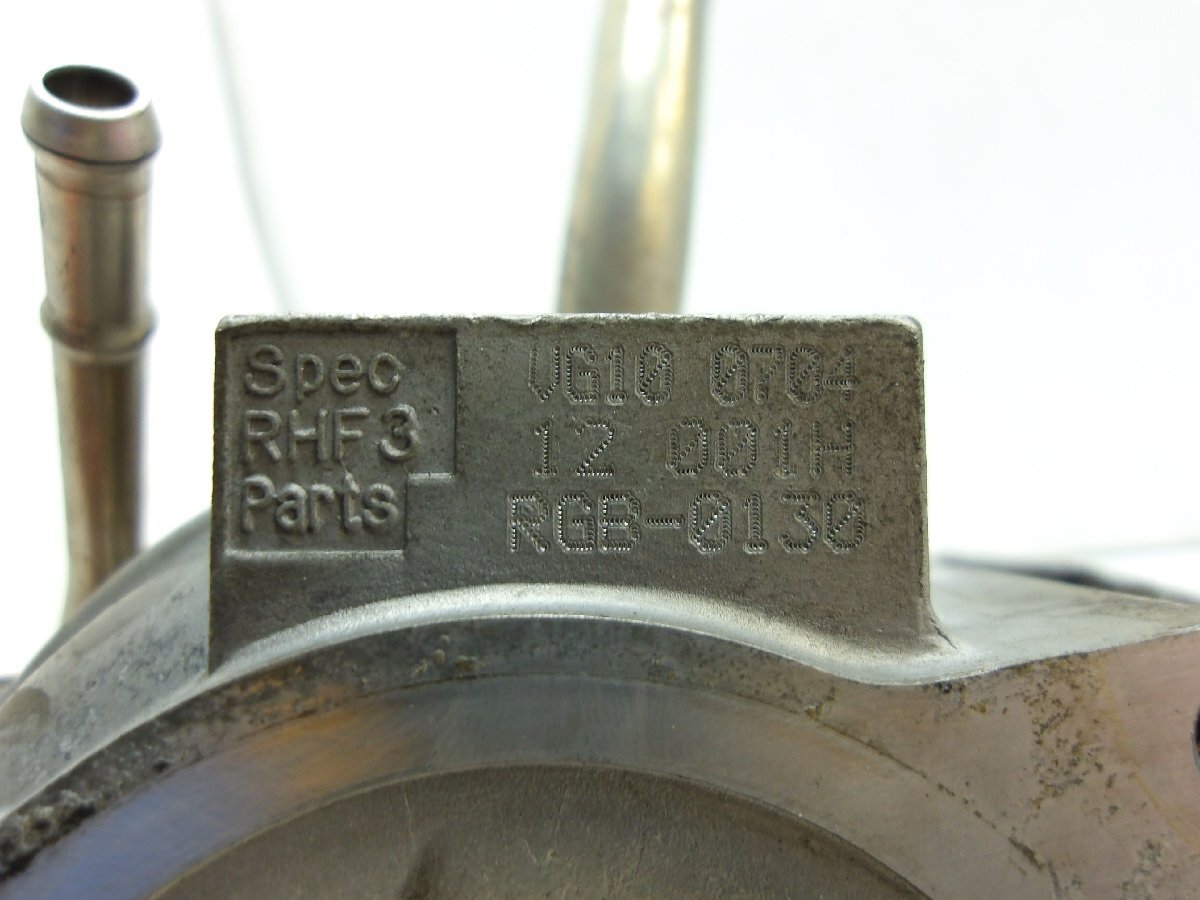 Spec
RHF3
Parts
VG10 0704
12 001H
RGB-0130